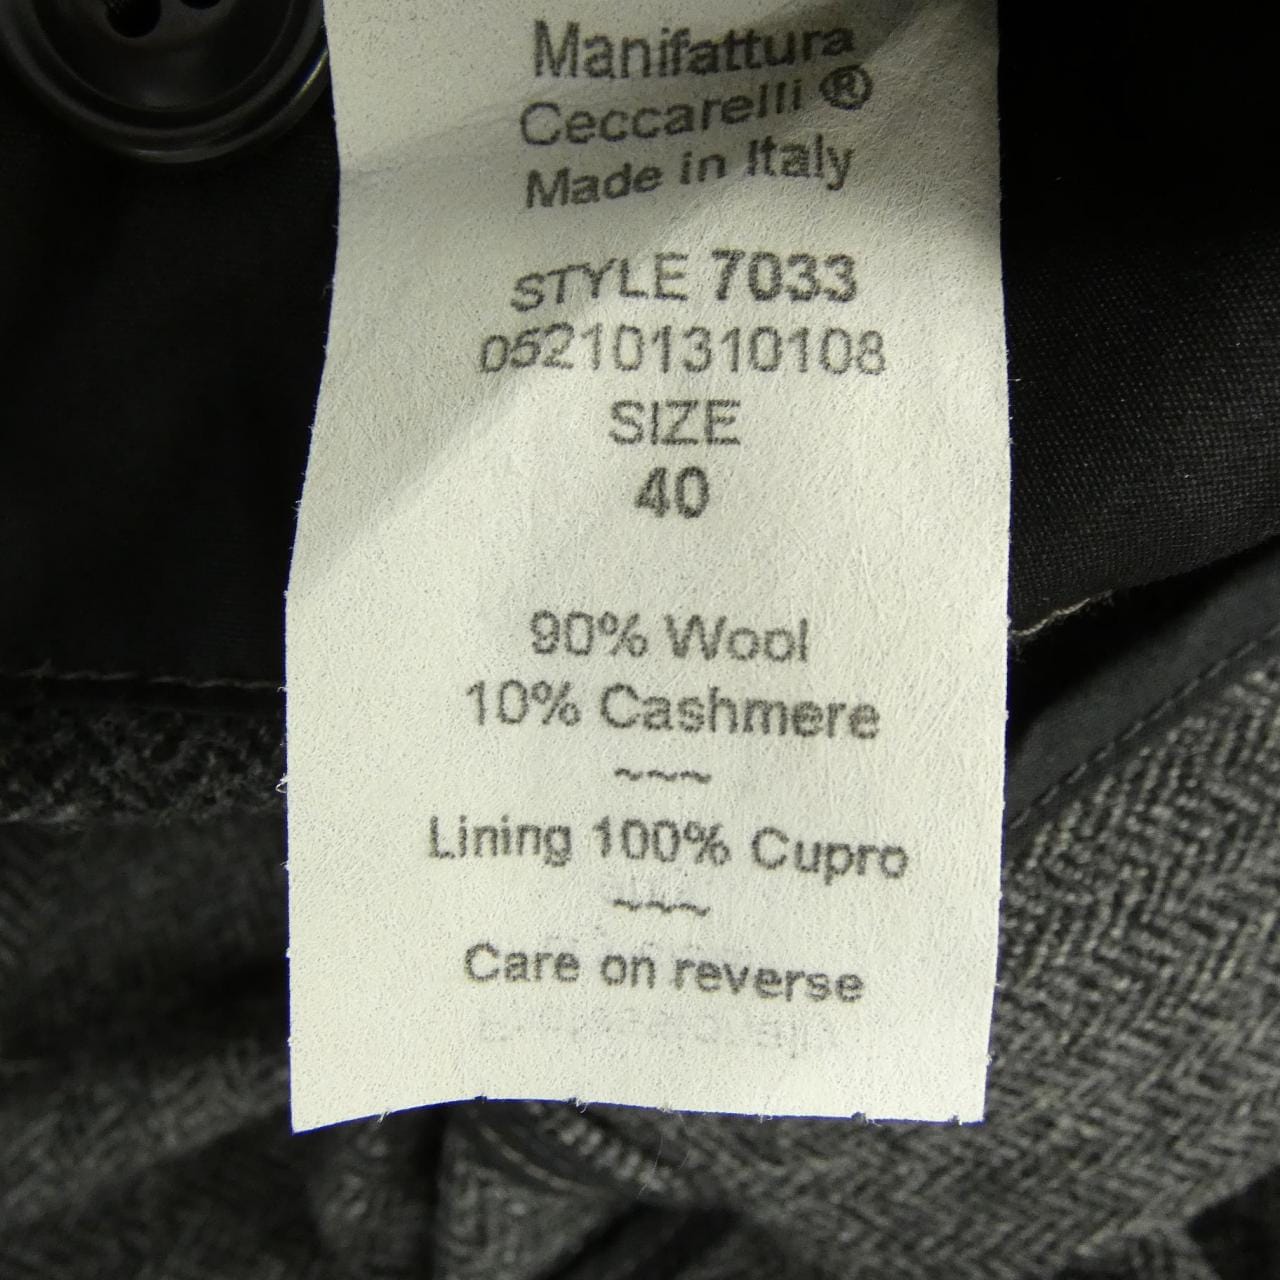 Manifattura
Ceccarelli ®
Made in Italy
STYLE 7033
052101310108
SIZE
40
90% Wool
10% Cashmere
~~~
Lining 100% Cupro
~~~
Care on reverse